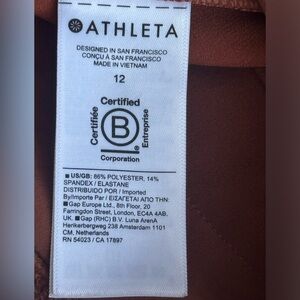 ATHLETA
DESIGNED IN SAN FRANCISCO
CONÇU À SAN FRANCISCO
MADE IN VIETNAM
12
Certified
Certifiée
B
Entreprise
Corporation
■ US/GB: 86% POLYESTER, 14%
SPANDEX / ELASTANE
DISTRIBUIDO POR / Imported
By/Importe Par / ΕΙΣΑΓΕΤΑΙ ΑΠΟ ΤΗΝ:
■Gap Europe Ltd., 8th Floor, 20
Farringdon Street, London, EC4A 4AB,
UK. ■Gap (RHC) B.V. Luna ArenA
Herikerbergweg 238 Amsterdam 1101
CM, Netherlands
RN 54023 / CA 17897